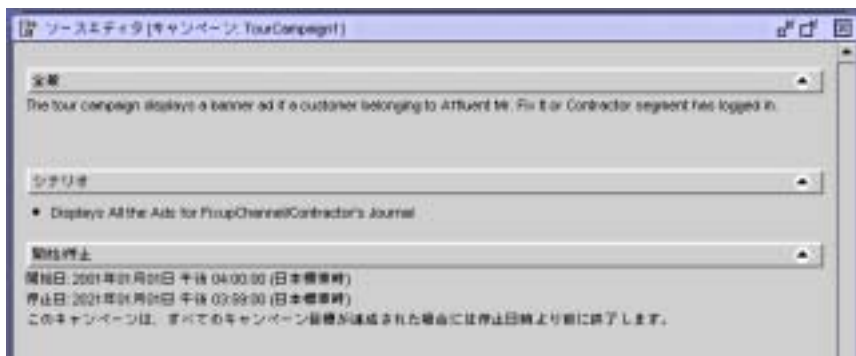 ソースエディタ [キャンペーン: TourCampaign1]
全般
The tour campaign displays a banner ad if a customer belonging to Affluent Mr. Fix It or Contractor segment has logged in.
シナリオ
• Displays All the Ads for FixupChannel/Contractor's Journal
開始/停止
開始日: 2001年01月01日 午後 04:00:00 (日本標準時)
停止日: 2021年01月01日 午後 03:59:00 (日本標準時)
このキャンペーンは、すべてのキャンペーン目標が達成された場合には停止日時より前に終了します。